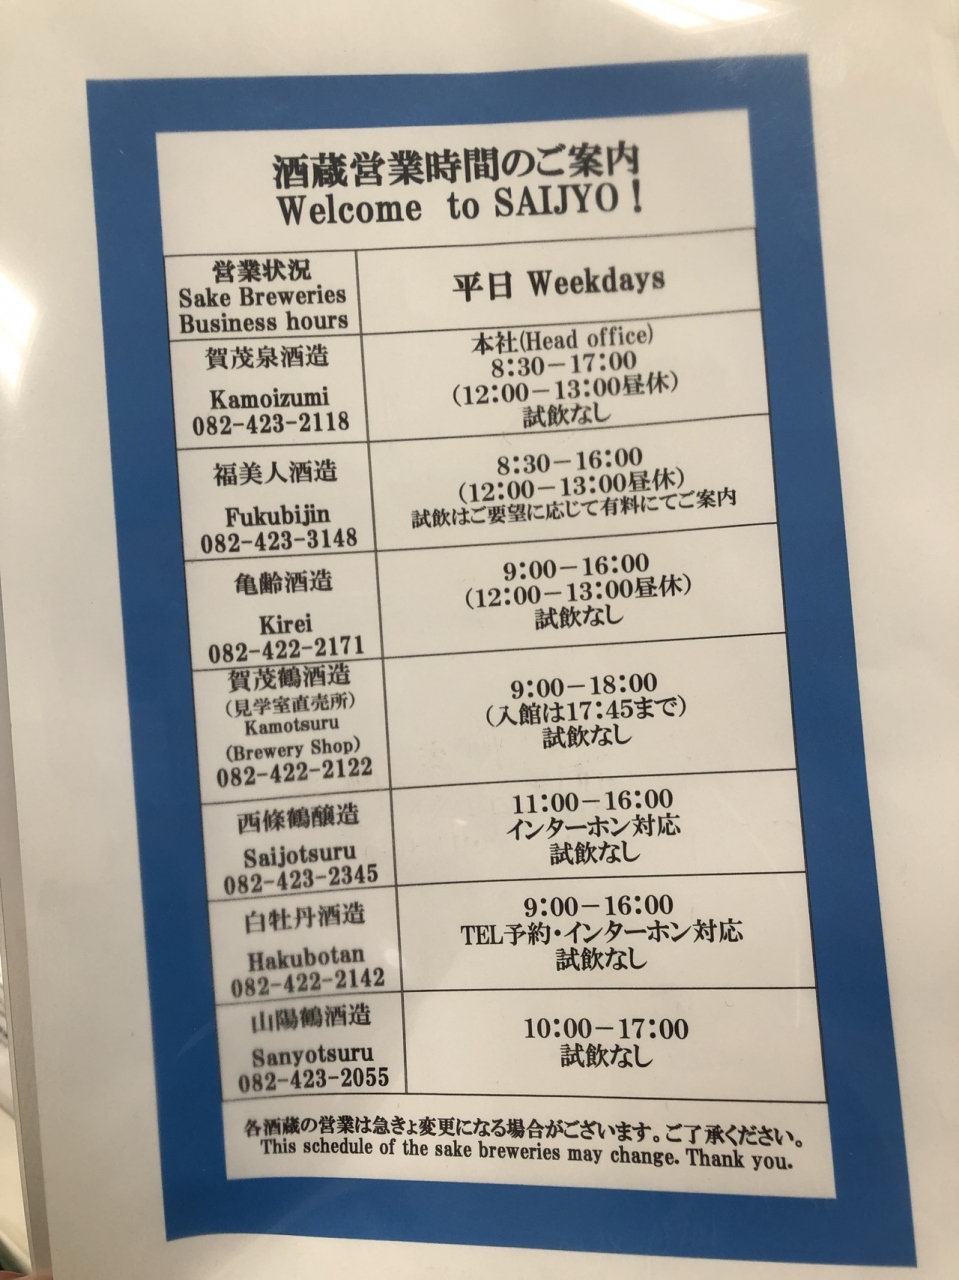 酒蔵営業時間のご案内
Welcome to SAIJYO！
営業状況
Sake Breweries
Business hours
平日 Weekdays
賀茂泉酒造
Kamoizumi
082-423-2118
本社(Head office)
8:30－17:00
(12:00－13:00昼休)
試飲なし
福美人酒造
Fukubijin
082-423-3148
8:30－16:00
(12:00－13:00昼休)
試飲はご要望に応じて有料にてご案内
亀齢酒造
Kirei
082-422-2171
9:00－16:00
(12:00－13:00昼休)
試飲なし
賀茂鶴酒造
(見学室直売所)
Kamotsuru
(Brewery Shop)
082-422-2122
9:00－18:00
(入館は17:45まで)
試飲なし
西條鶴醸造
Saijotsuru
082-423-2345
11:00－16:00
インターホン対応
試飲なし
白牡丹酒造
Hakubotan
082-422-2142
9:00－16:00
TEL予約・インターホン対応
試飲なし
山陽鶴酒造
Sanyotsuru
082-423-2055
10:00－17:00
試飲なし
各酒蔵の営業は急きょ変更になる場合がございます。ご了承ください。
This schedule of the sake breweries may change. Thank you.